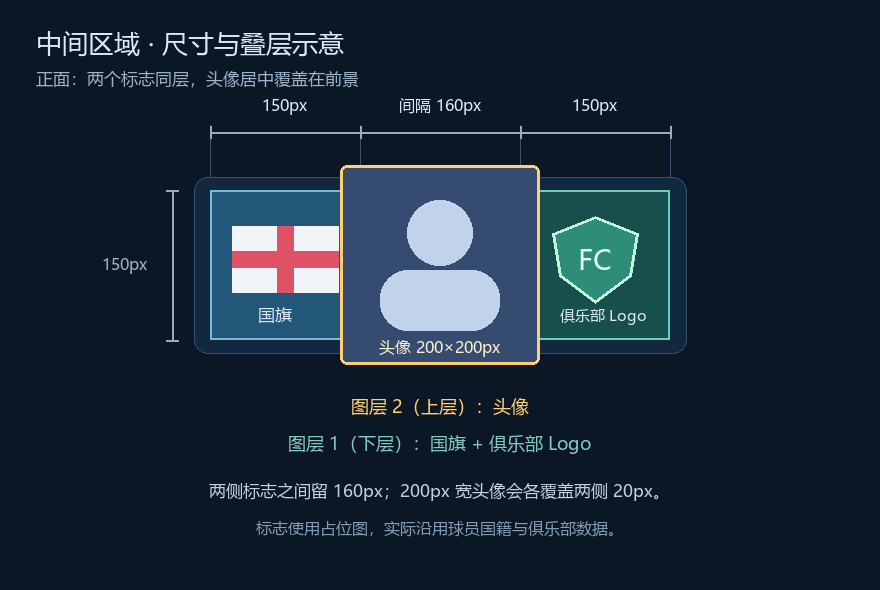 中间区域 · 尺寸与叠层示意
正面：两个标志同层，头像居中覆盖在前景
150px
间隔 160px
150px
150px
国旗
FC
俱乐部 Logo
头像 200×200px
图层 2（上层）：头像
图层 1（下层）：国旗 + 俱乐部 Logo
两侧标志之间留 160px；200px 宽头像会各覆盖两侧 20px。
标志使用占位图，实际沿用球员国籍与俱乐部数据。